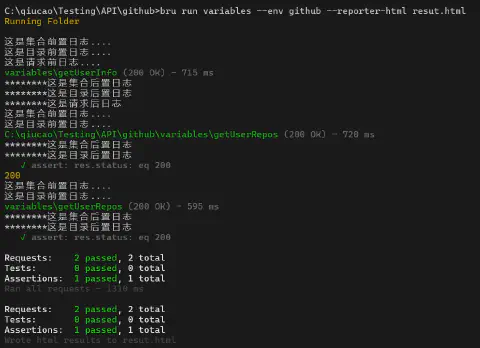 C:\qiucao\Testing\API\github>bru run variables --env github --reporter-html resut.html
Running Folder
这是集合前置日志....
这是目录前置日志....
这是请求前日志....
variables\getUserInfo (200 OK) - 715 ms
********这是集合后置日志
********这是目录后置日志
********这是请求后日志
这是集合前置日志....
这是目录前置日志....
C:\qiucao\Testing\API\github\variables\getUserRepos (200 OK) - 720 ms
********这是集合后置日志
********这是目录后置日志
✓ assert: res.status: eq 200
200
这是集合前置日志....
这是目录前置日志....
variables\getUserRepos (200 OK) - 595 ms
********这是集合后置日志
********这是目录后置日志
✓ assert: res.status: eq 200
Requests: 2 passed, 2 total
Tests: 0 passed, 0 total
Assertions: 1 passed, 1 total
Ran all requests - 1310 ms
Requests: 2 passed, 2 total
Tests: 0 passed, 0 total
Assertions: 1 passed, 1 total
Wrote html results to resut.html